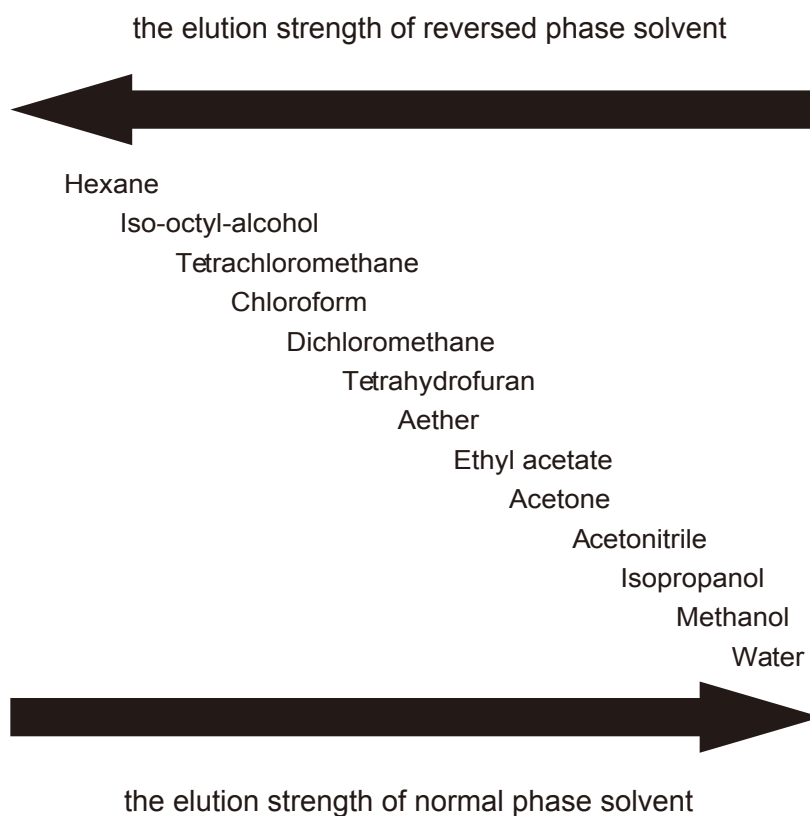 the elution strength of reversed phase solvent
Hexane
Iso-octyl-alcohol
Tetrachloromethane
Chloroform
Dichloromethane
Tetrahydrofuran
Aether
Ethyl acetate
Acetone
Acetonitrile
Isopropanol
Methanol
Water
the elution strength of normal phase solvent